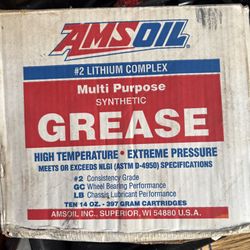 AMSOIL
#2 LITHIUM COMPLEX
Multi Purpose
SYNTHETIC
GREASE
HIGH TEMPERATURE • EXTREME PRESSURE
MEETS OR EXCEEDS NLGI (ASTM D-4950) SPECIFICATIONS
#2 Consistency Grade
GC Wheel Bearing Performance
LB Chassis Lubricant Performance
TEN 14 OZ. - 397 GRAM CARTRIDGES
AMSOIL INC., SUPERIOR, WI 54880 U.S.A.